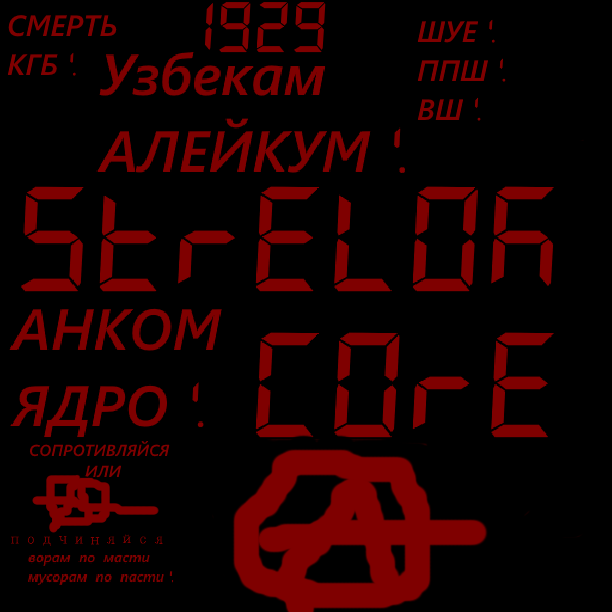 СМЕРТЬ
КГБ !
1929
Узбекам
АЛЕЙКУМ !
ШУЕ !
ППШ !
ВШ !
StrELOK
АНКОМ
ЯДРО !
COrE
СОПРОТИВЛЯЙСЯ
ИЛИ
подчиняйся
ворам по масти
мусорам по пасти !